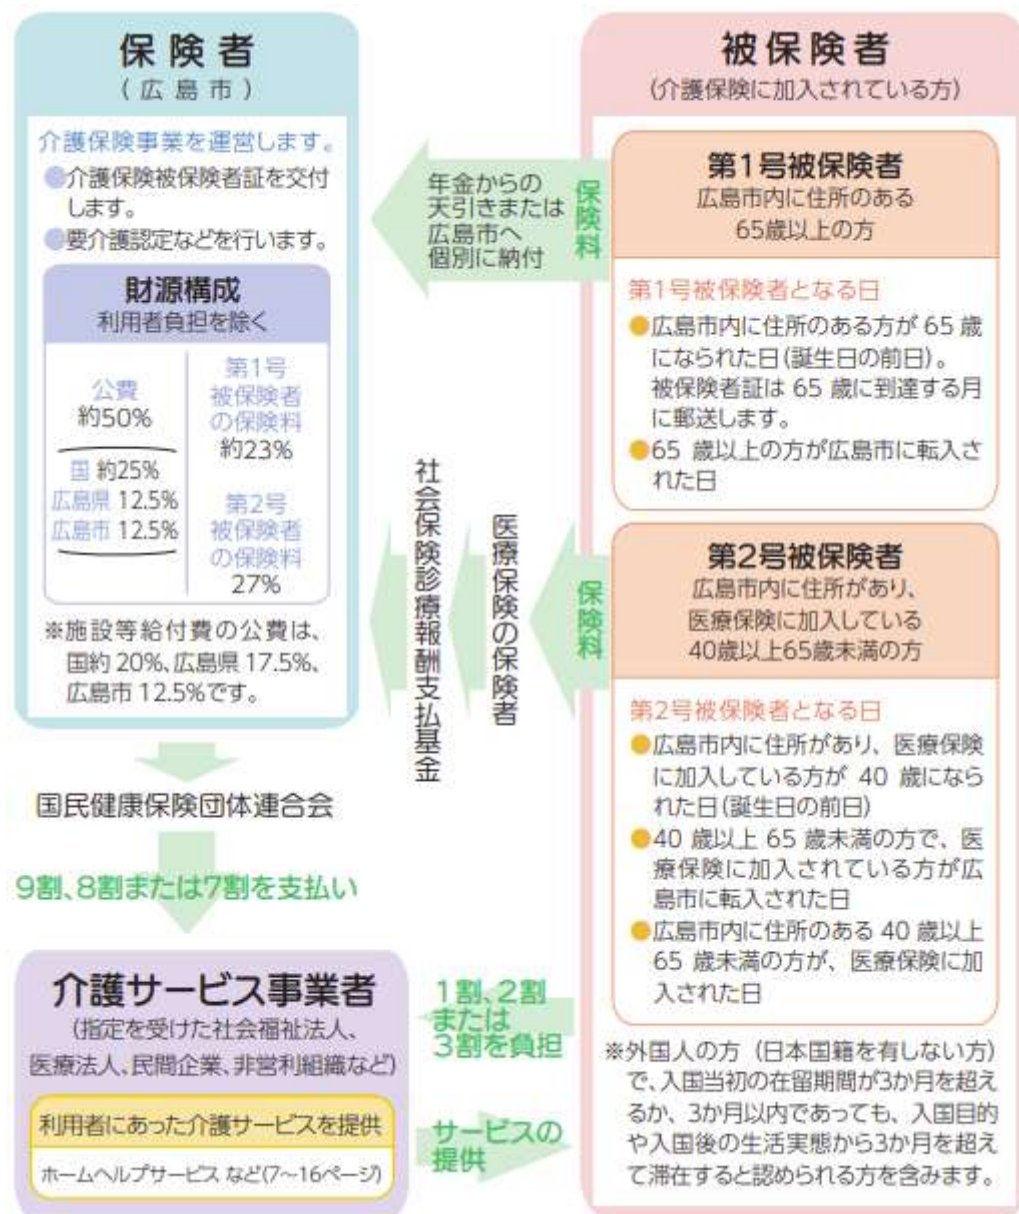 保険者
(広島市)
介護保険事業を運営します。
●介護保険被保険者証を交付
します。
●要介護認定などを行います。
財源構成
利用者負担を除く
公費
約50%
国 約25%
広島県 12.5%
広島市 12.5%
第1号
被保険者
の保険料
約23%
第2号
被保険者
の保険料
27%
※施設等給付費の公費は、
国約20%、広島県17.5%、
広島市12.5%です。
年金からの
天引きまたは
広島市へ
個別に納付
保険料
社会保険診療報酬支払基金
医療保険の保険者
保険料
被保険者
(介護保険に加入されている方)
第1号被保険者
広島市内に住所のある
65歳以上の方
第1号被保険者となる日
●広島市内に住所のある方が 65 歳
になられた日(誕生日の前日)。
被保険者証は 65 歳に到達する月
に郵送します。
●65 歳以上の方が広島市に転入さ
れた日
第2号被保険者
広島市内に住所があり、
医療保険に加入している
40歳以上65歳未満の方
第2号被保険者となる日
●広島市内に住所があり、医療保険
に加入している方が 40 歳になら
れた日(誕生日の前日)
●40 歳以上 65 歳未満の方で、医
療保険に加入されている方が広
島市に転入された日
●広島市内に住所のある 40 歳以上
65 歳未満の方が、医療保険に加
入された日
※外国人の方(日本国籍を有しない方)
で、入国当初の在留期間が3か月を超え
るか、3か月以内であっても、入国目的
や入国後の生活実態から3か月を超え
て滞在すると認められる方を含みます。
国民健康保険団体連合会
9割、8割または7割を支払い
介護サービス事業者
(指定を受けた社会福祉法人、
医療法人、民間企業、非営利組織など)
利用者にあった介護サービスを提供
ホームヘルプサービス など(7〜16ページ)
1割、2割
または
3割を負担
サービスの
提供